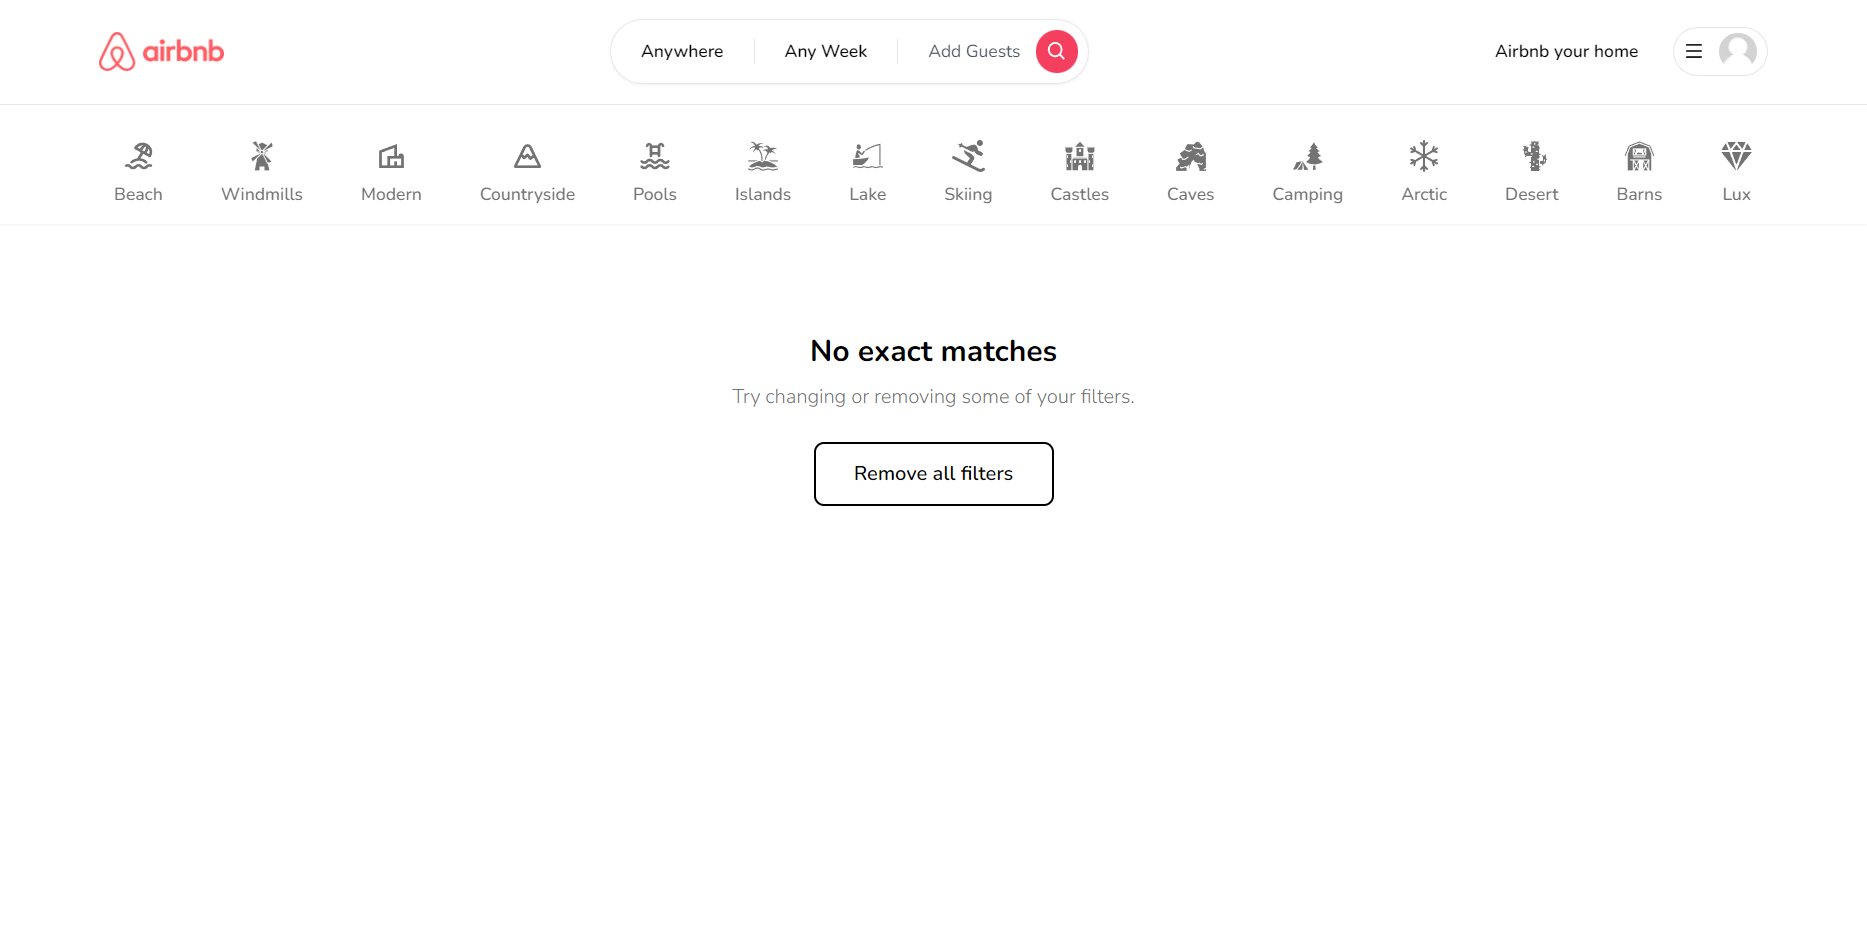 airbnb
Anywhere Any Week Add Guests
Airbnb your home
Beach Windmills Modern Countryside Pools Islands Lake Skiing Castles Caves Camping Arctic Desert Barns Lux
No exact matches
Try changing or removing some of your filters.
Remove all filters